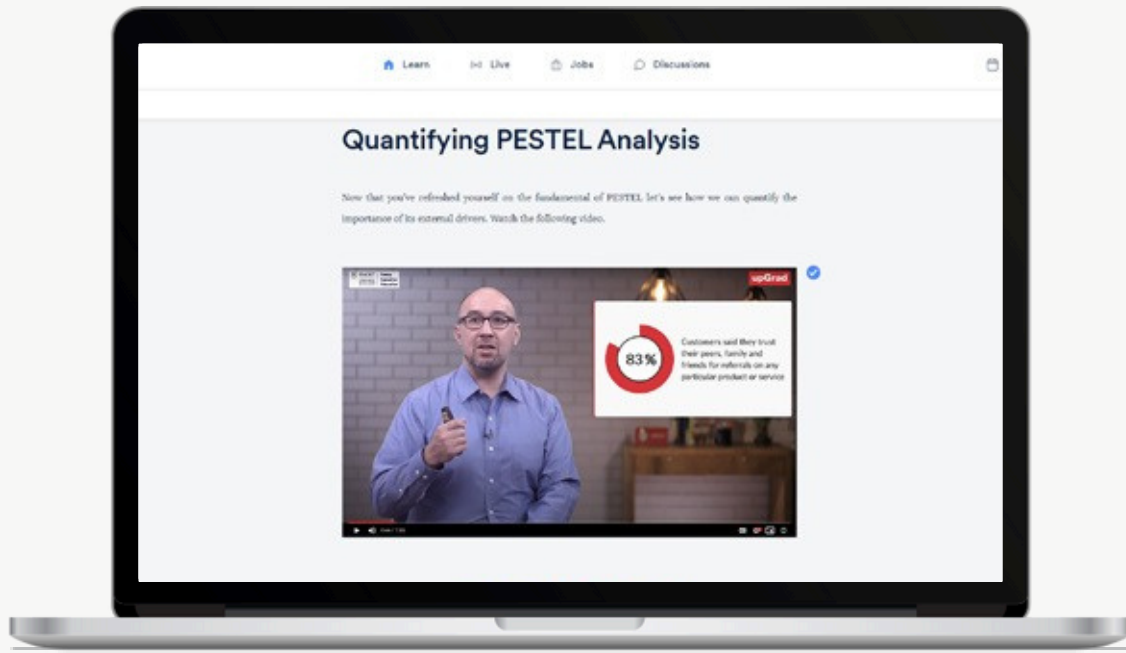 Learn Live Jobs Discussions
Quantifying PESTEL Analysis
Now that you've refreshed yourself on the fundamental of PESTEL let's see how we can quantify the
importance of its external drivers. Watch the following video.
upGrad
83%
Customers said they trust
their peers, family and
friends for referrals on any
particular product or service